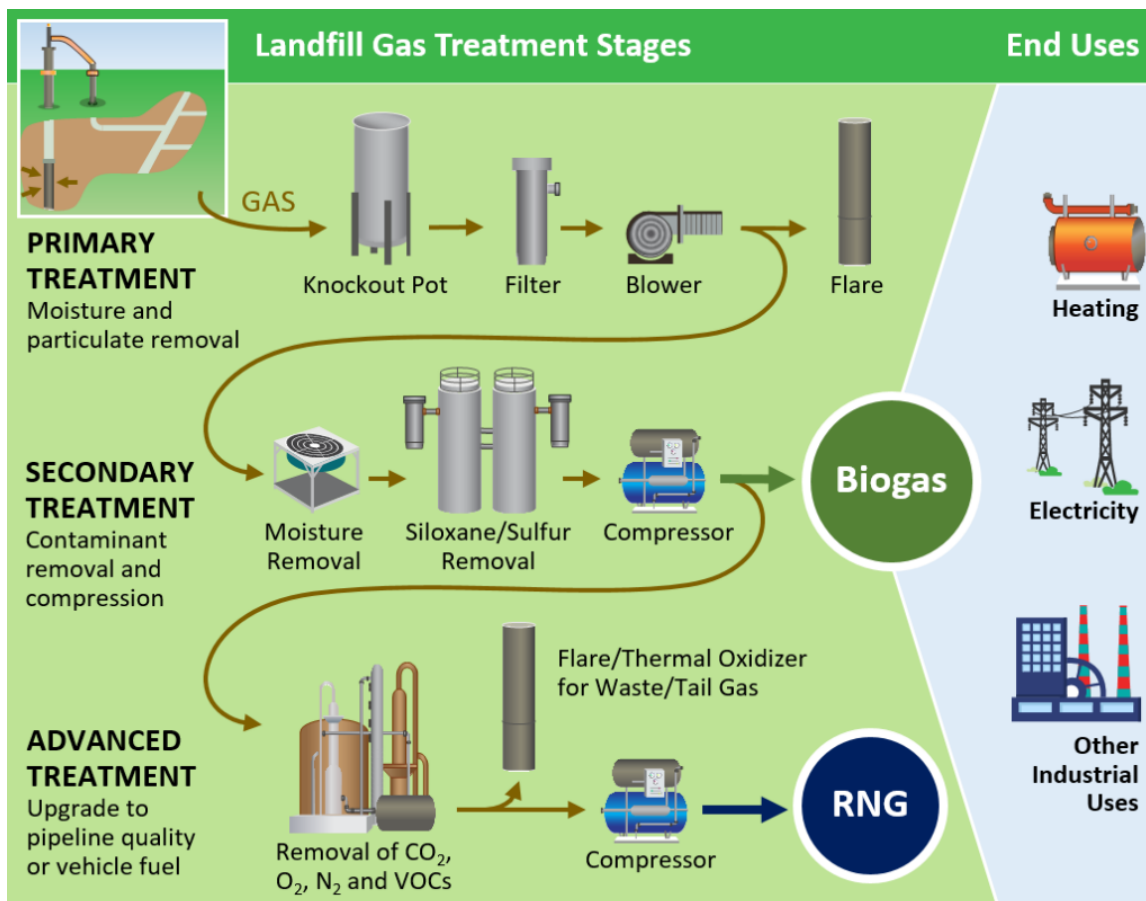 Landfill Gas Treatment Stages
End Uses
GAS
PRIMARY
TREATMENT
Moisture and
particulate removal
Knockout Pot
Filter
Blower
Flare
Heating
SECONDARY
TREATMENT
Contaminant
removal and
compression
Moisture
Removal
Siloxane/Sulfur
Removal
Compressor
Biogas
Electricity
ADVANCED
TREATMENT
Upgrade to
pipeline quality
or vehicle fuel
Removal of CO₂,
O₂, N₂ and VOCs
Flare/Thermal Oxidizer
for Waste/Tail Gas
Compressor
RNG
Other
Industrial
Uses